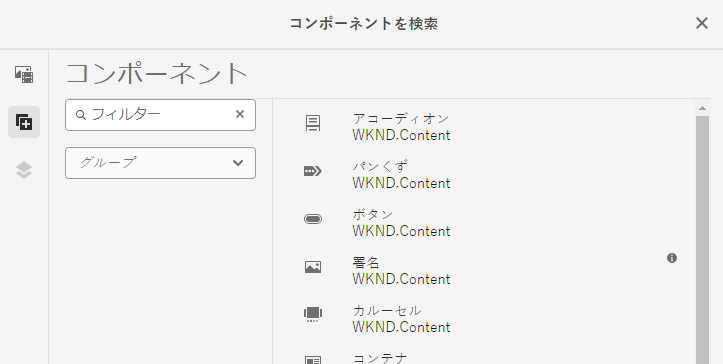 コンポーネントを検索
コンポーネント
フィルター
グループ
アコーディオン
WKND.Content
パンくず
WKND.Content
ボタン
WKND.Content
署名
WKND.Content
カルーセル
WKND.Content
コンテナ